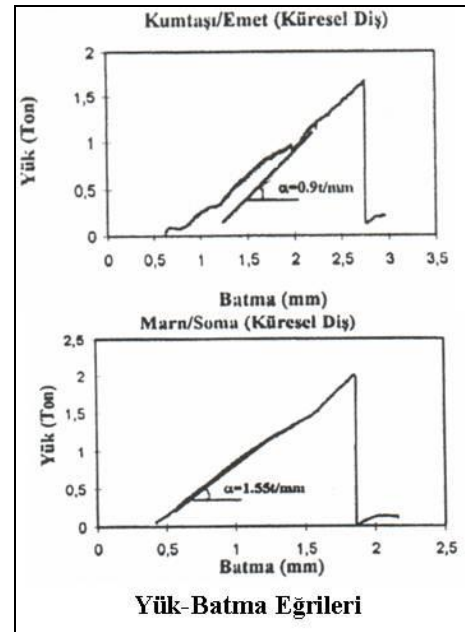 Kumtaşı/Emet (Küresel Diş)
Yük (Ton)
2
1,5
1
0,5
0
α=0.9t/mm
0 0,5 1 1,5 2 2,5 3 3,5
Batma (mm)
Marn/Soma (Küresel Diş)
Yük (Ton)
2,5
2
1,5
1
0,5
0
α=1.55t/mm
0 0,5 1 1,5 2 2,5
Batma (mm)
Yük-Batma Eğrileri